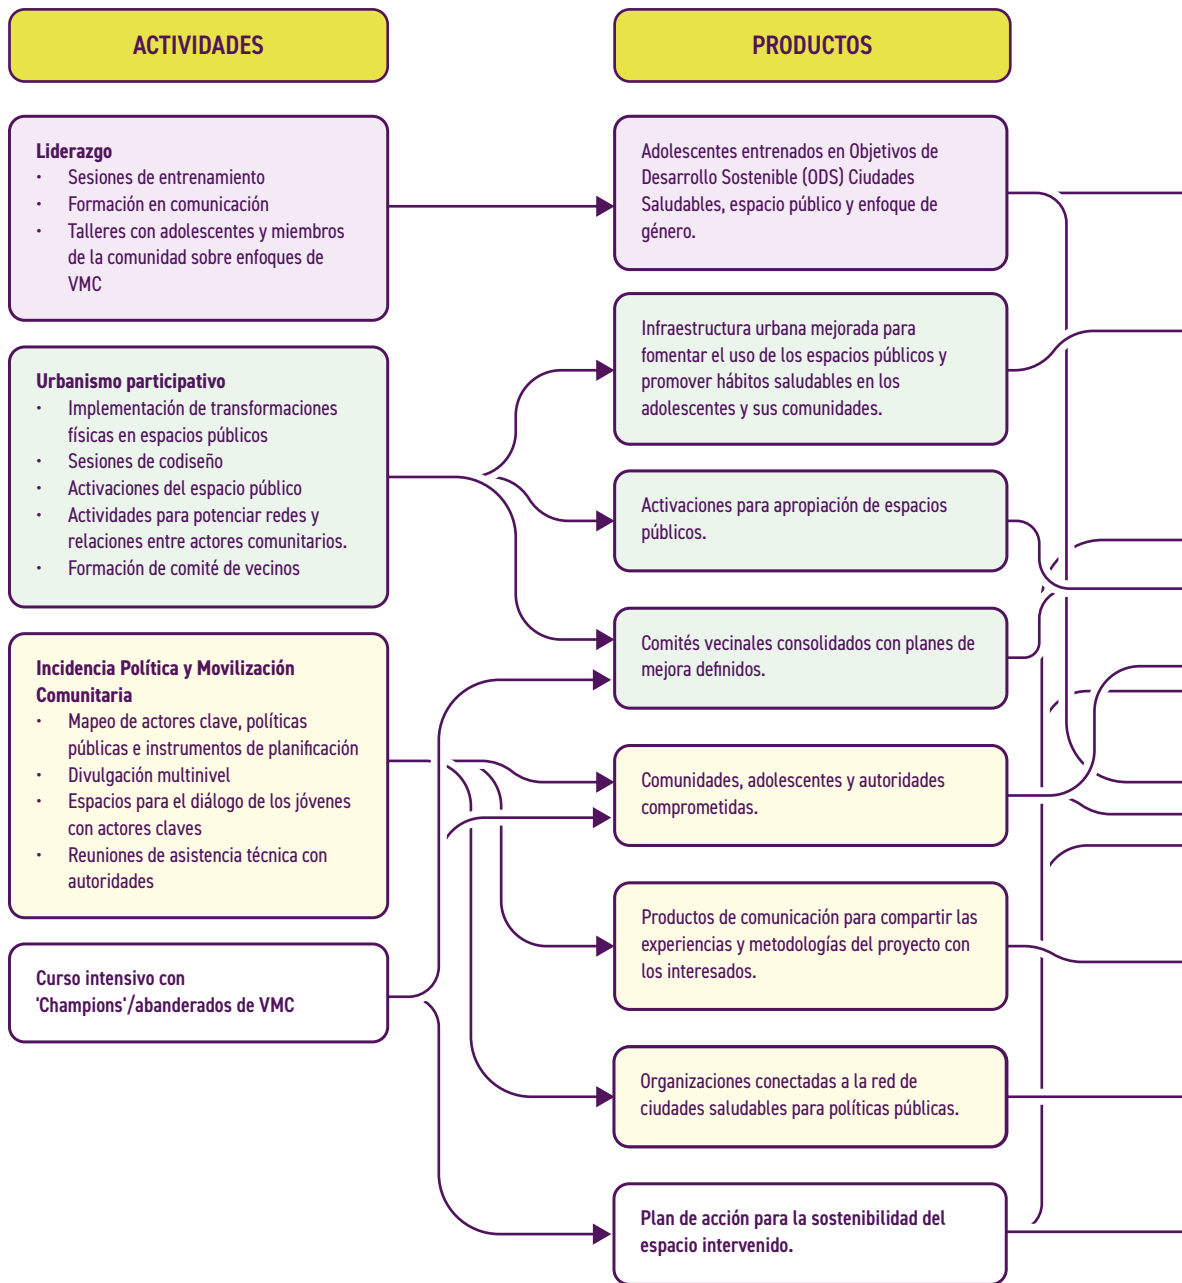 ACTIVIDADES
PRODUCTOS
Liderazgo
• Sesiones de entrenamiento
• Formación en comunicación
• Talleres con adolescentes y miembros
de la comunidad sobre enfoques de
VMC
Urbanismo participativo
• Implementación de transformaciones
físicas en espacios públicos
• Sesiones de codiseño
• Activaciones del espacio público
• Actividades para potenciar redes y
relaciones entre actores comunitarios.
• Formación de comité de vecinos
Incidencia Política y Movilización
Comunitaria
• Mapeo de actores clave, políticas
públicas e instrumentos de planificación
• Divulgación multinivel
• Espacios para el diálogo de los jóvenes
con actores claves
• Reuniones de asistencia técnica con
autoridades
Curso intensivo con
'Champions'/abanderados de VMC
Adolescentes entrenados en Objetivos de
Desarrollo Sostenible (ODS) Ciudades
Saludables, espacio público y enfoque de
género.
Infraestructura urbana mejorada para
fomentar el uso de los espacios públicos y
promover hábitos saludables en los
adolescentes y sus comunidades.
Activaciones para apropiación de espacios
públicos.
Comités vecinales consolidados con planes de
mejora definidos.
Comunidades, adolescentes y autoridades
comprometidas.
Productos de comunicación para compartir las
experiencias y metodologías del proyecto con
los interesados.
Organizaciones conectadas a la red de
ciudades saludables para políticas públicas.
Plan de acción para la sostenibilidad del
espacio intervenido.